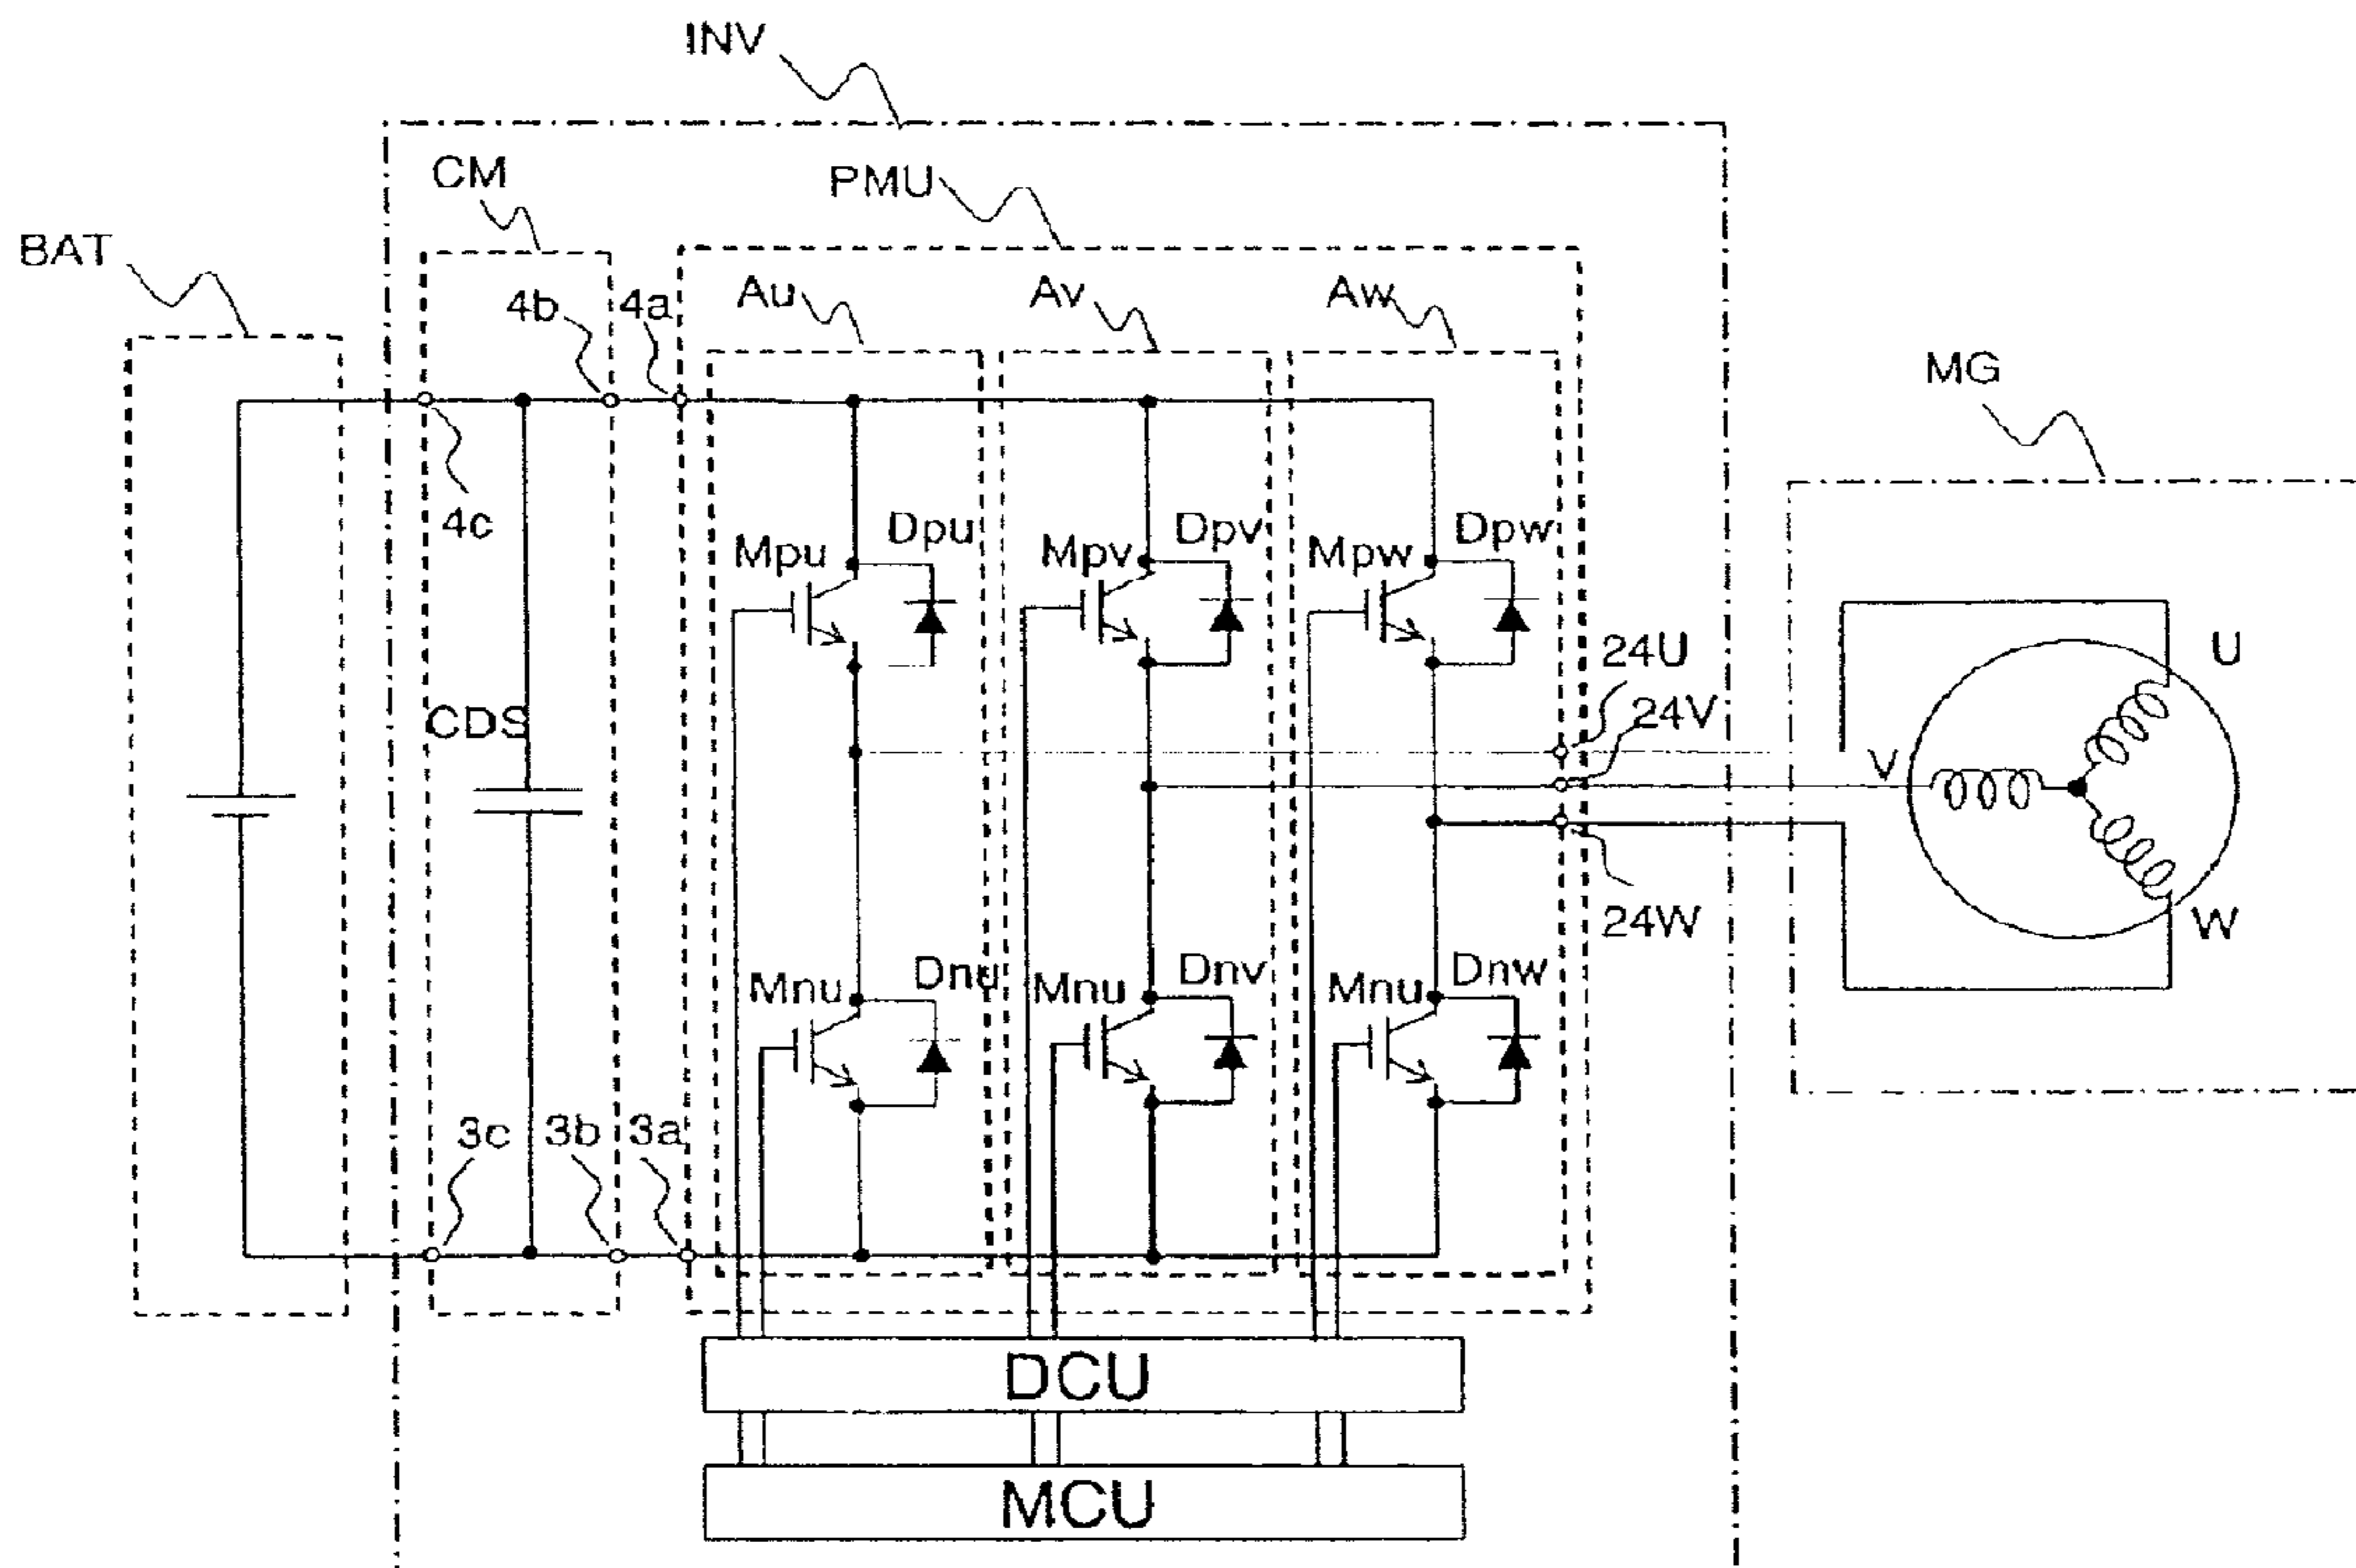 INV
CM
PMU
BAT
4b
4a
Au
Av
Aw
MG
4c
Mpu
Dpu
Mpv
Dpv
Mpw
Dpw
24U
U
CDS
24V
V
24W
W
Mnu
Dnu
Mnu
Dnv
Mnu
Dnw
3c
3b
3a
DCU
MCU